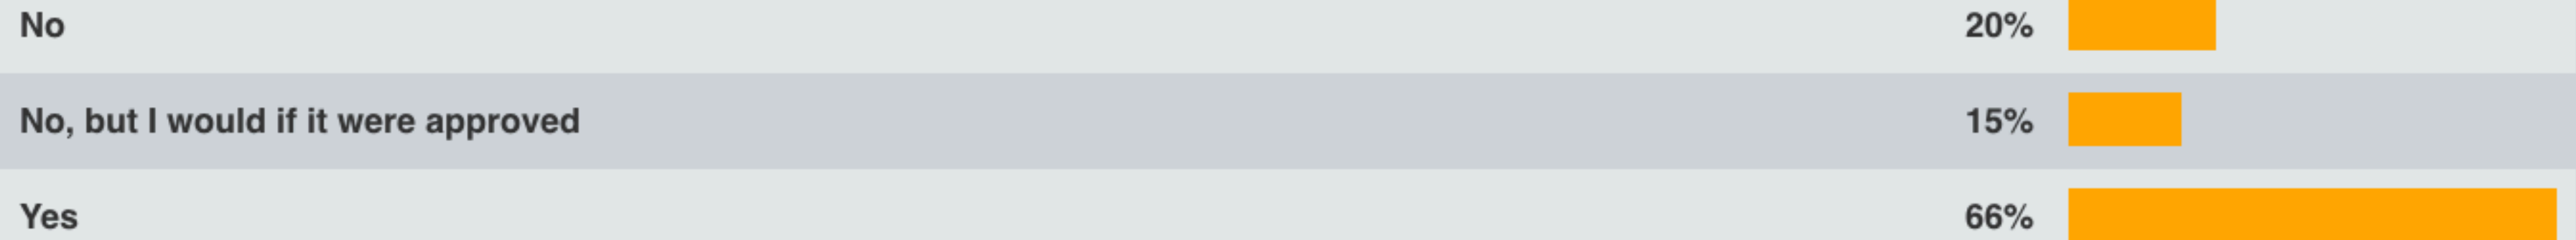 No 20%
No, but I would if it were approved 15%
Yes 66%